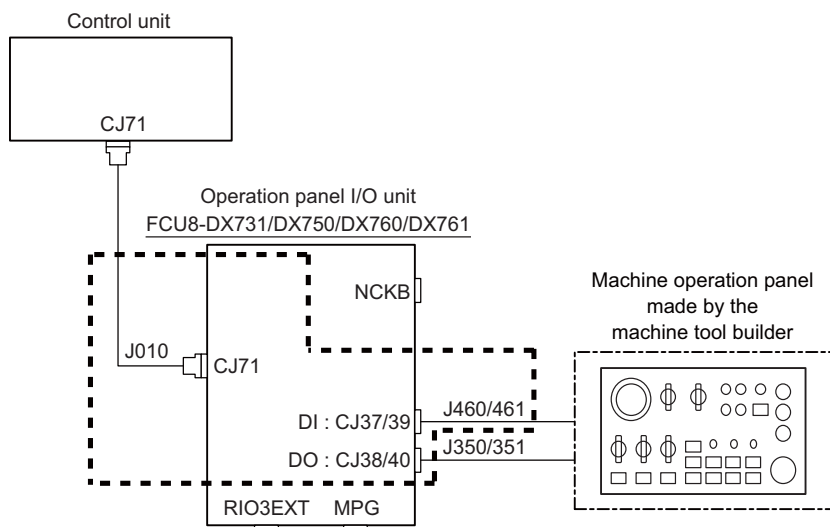 Control unit
CJ71
Operation panel I/O unit
FCU8-DX731/DX750/DX760/DX761
NCKB
Machine operation panel
made by the
machine tool builder
J010
CJ71
DI : CJ37/39
J460/461
DO : CJ38/40
J350/351
RIO3EXT
MPG